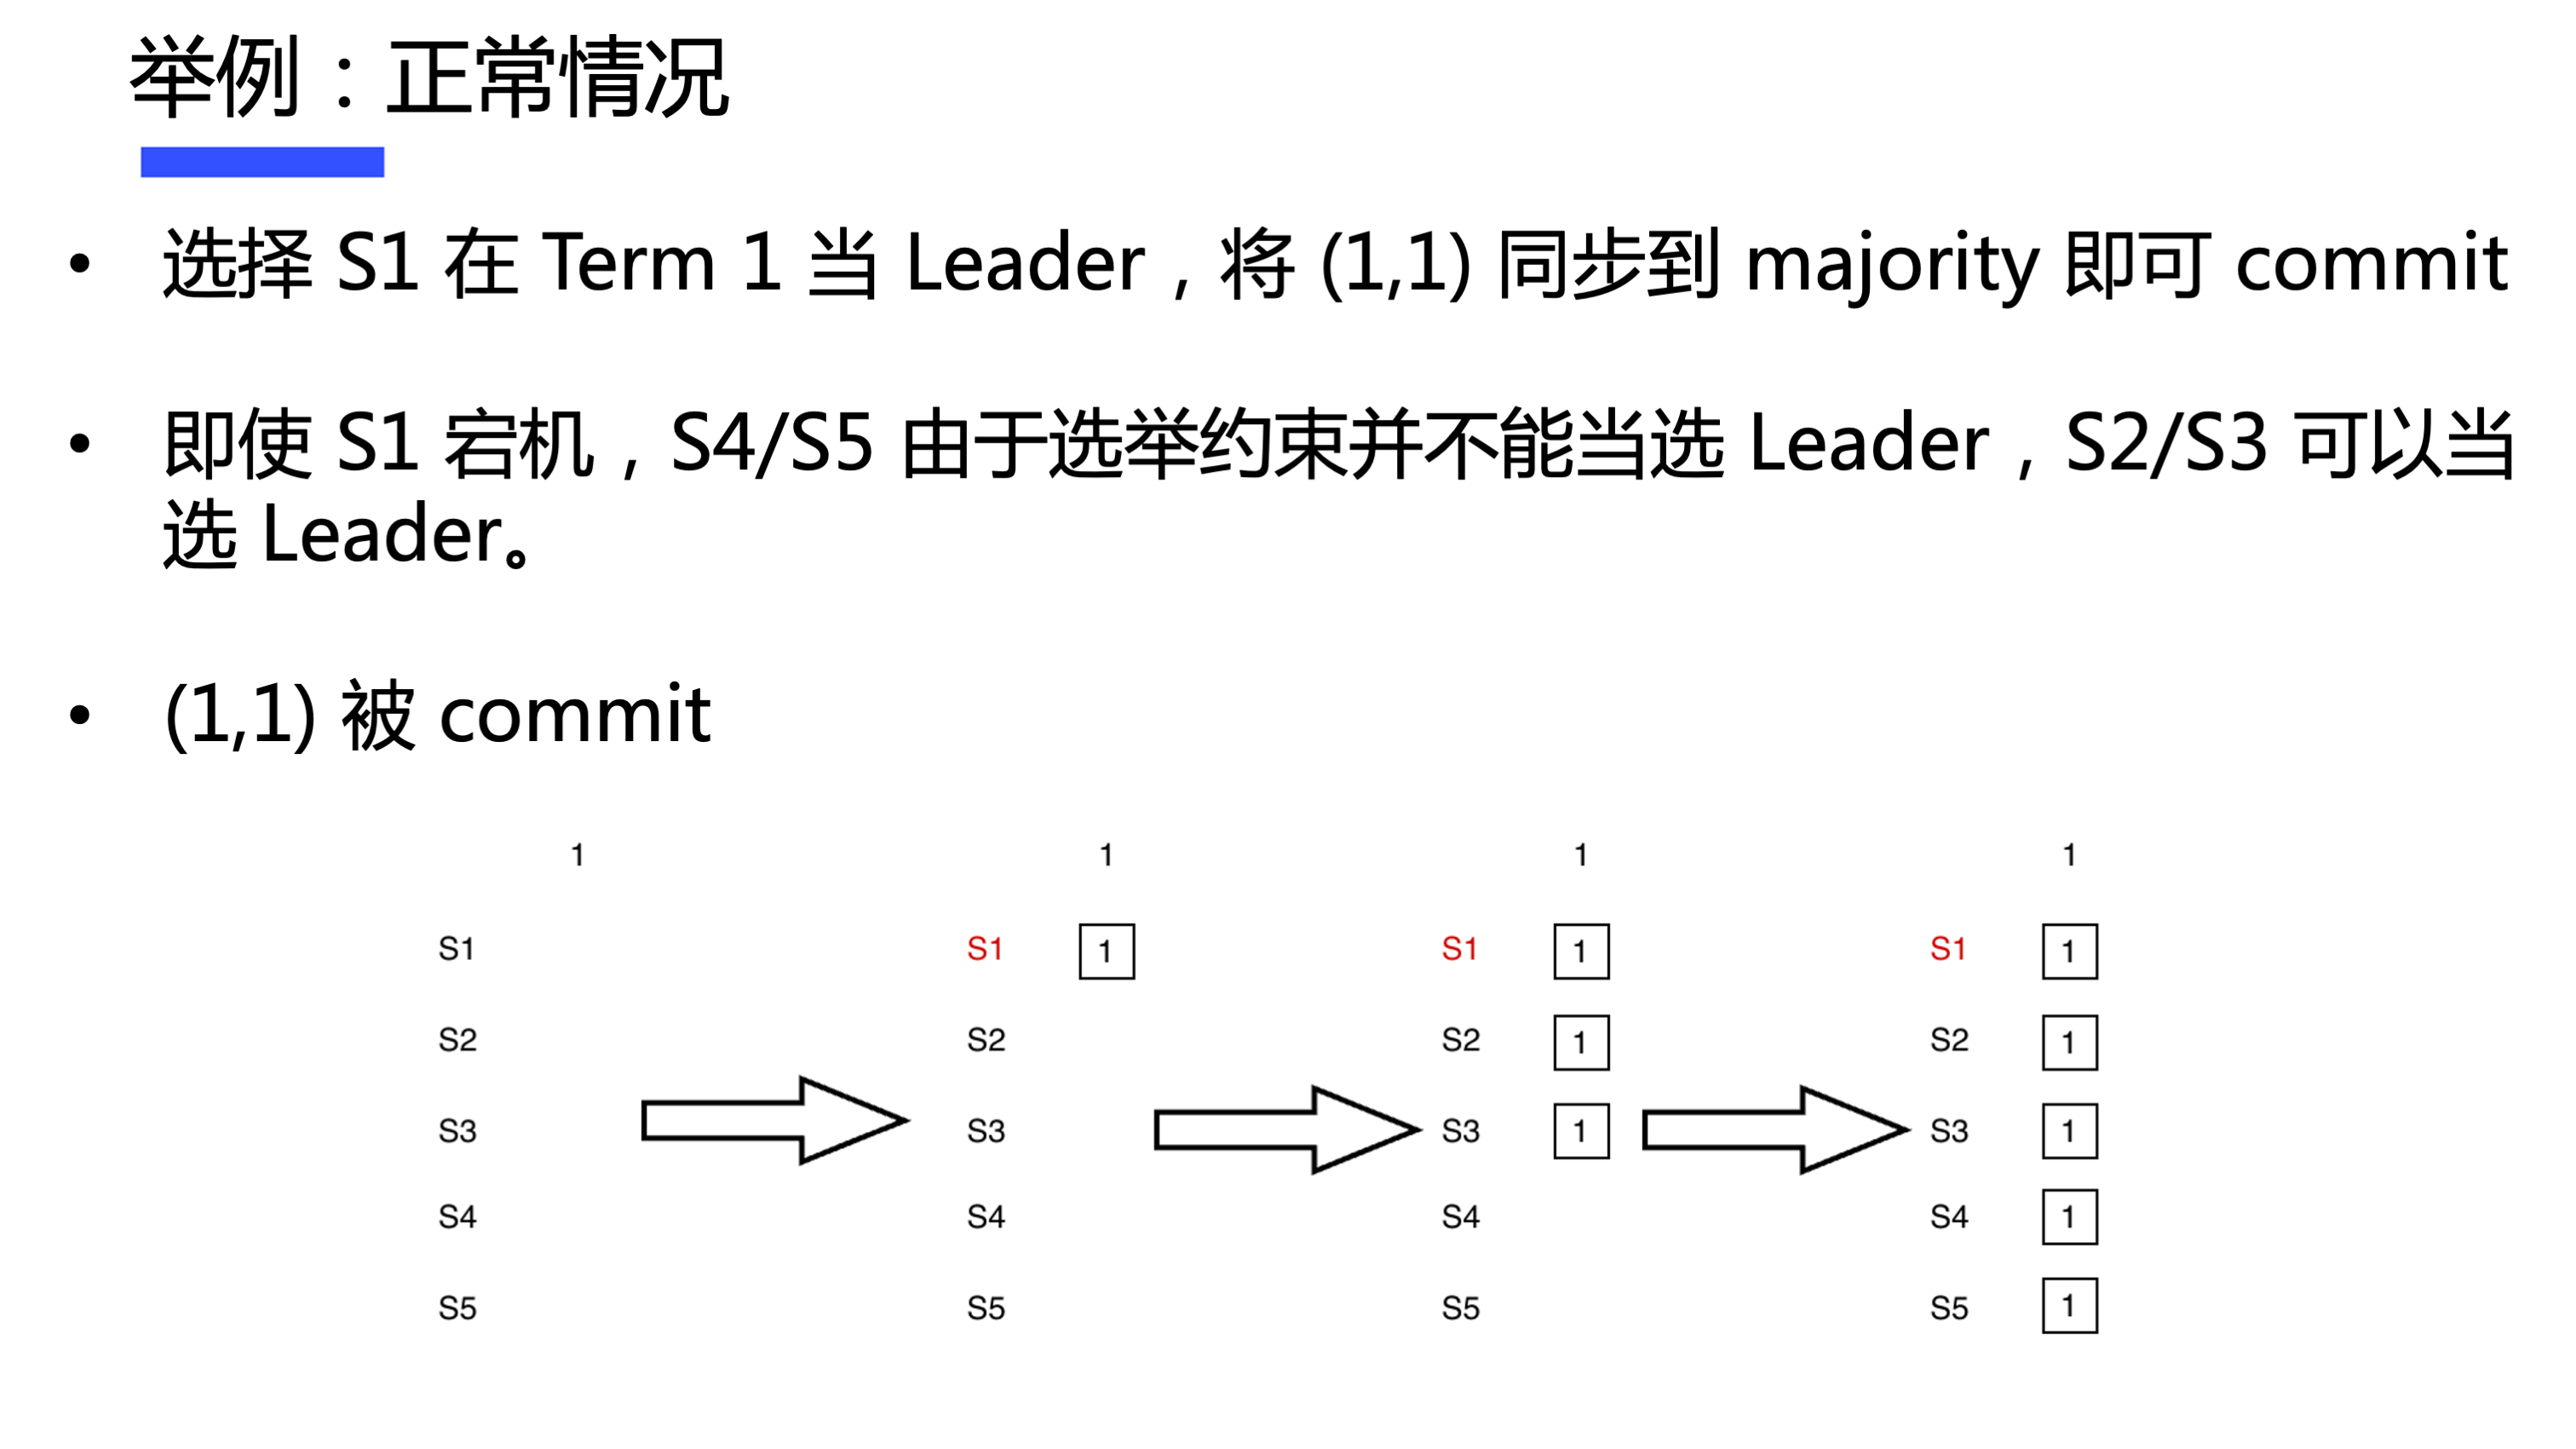 举例：正常情况
• 选择 S1 在 Term 1 当 Leader，将 (1,1) 同步到 majority 即可 commit
• 即使 S1 宕机，S4/S5 由于选举约束并不能当选 Leader，S2/S3 可以当
选 Leader。
• (1,1) 被 commit
1 1 1 1
S1 S1 1 S1 1 S1 1
S2 S2 S2 1 S2 1
S3 S3 S3 1 S3 1
S4 S4 S4 S4 1
S5 S5 S5 S5 1